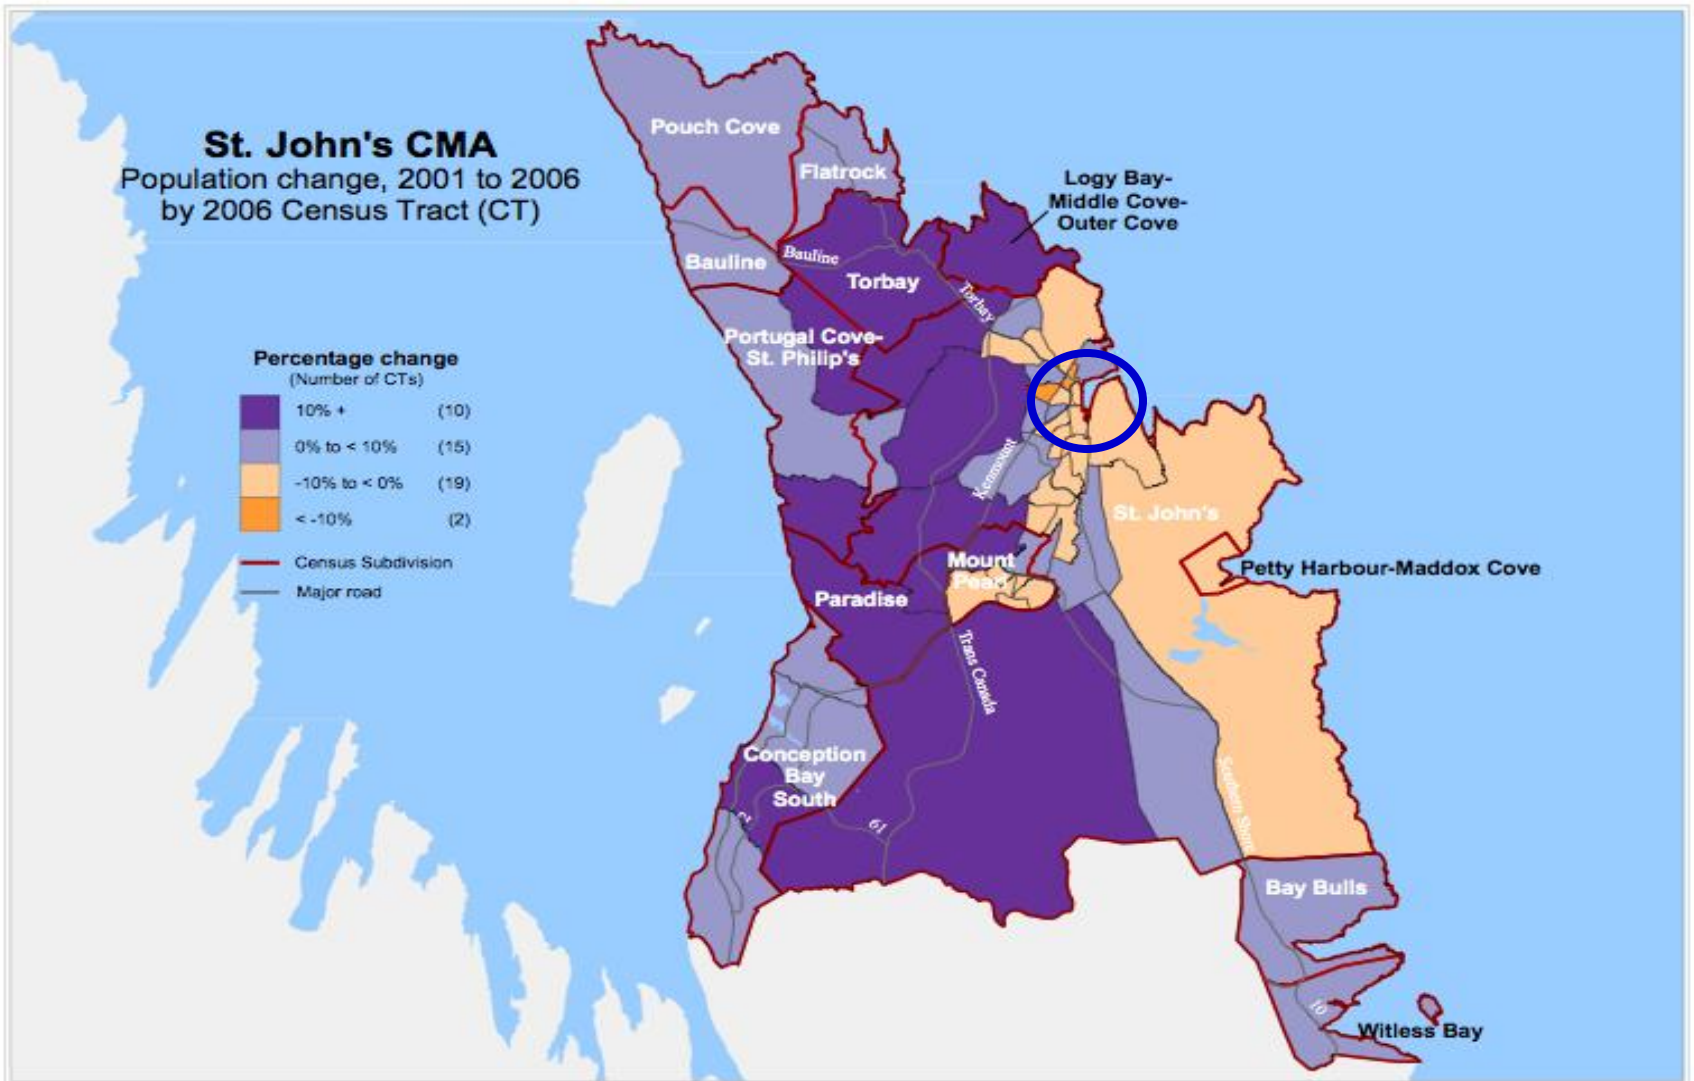 St. John's CMA
Population change, 2001 to 2006
by 2006 Census Tract (CT)
Pouch Cove
Flatrock
Logy Bay-
Middle Cove-
Outer Cove
Bauline
Bauline
Torbay
Torbay
Portugal Cove-
St. Philip's
Percentage change
(Number of CTs)
10% + (10)
0% to < 10% (15)
-10% to < 0% (19)
< -10% (2)
Census Subdivision
Major road
Kenmount
St. John's
Mount
Pearl
Petty Harbour-Maddox Cove
Paradise
Trans Canada
Conception
Bay
South
61
61
Southern Shore
Bay Bulls
10
Witless Bay